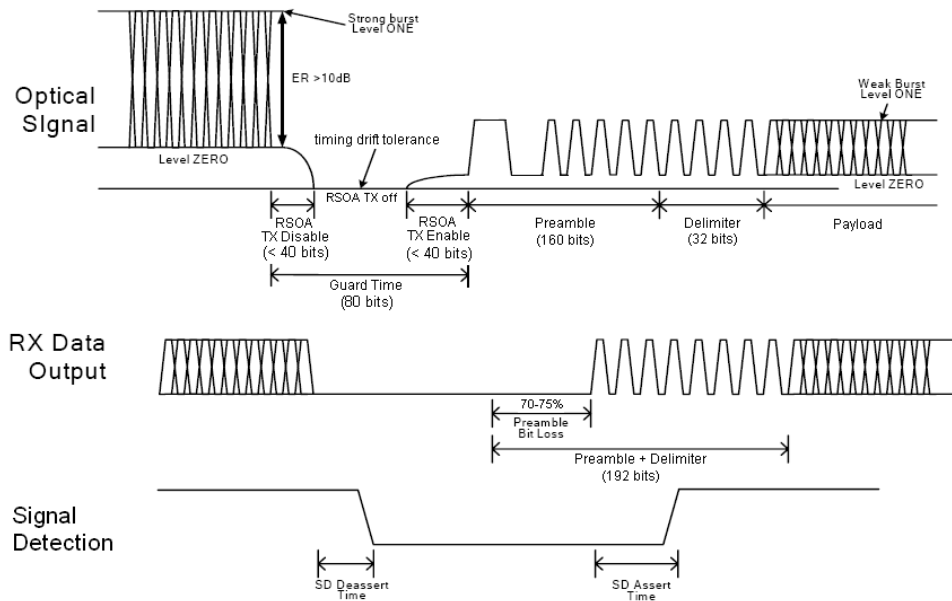 Strong burst
Level ONE
ER >10dB
Optical
SIgnal
Weak Burst
Level ONE
timing drift tolerance
Level ZERO
RSOA TX off
Level ZERO
RSOA
TX Disable
(< 40 bits)
RSOA
TX Enable
(< 40 bits)
Preamble
(160 bits)
Delimiter
(32 bits)
Payload
Guard Time
(80 bits)
RX Data
Output
70-75%
Preamble
Bit Loss
Preamble + Delimiter
(192 bits)
Signal
Detection
SD Deassert
Time
SD Assert
Time